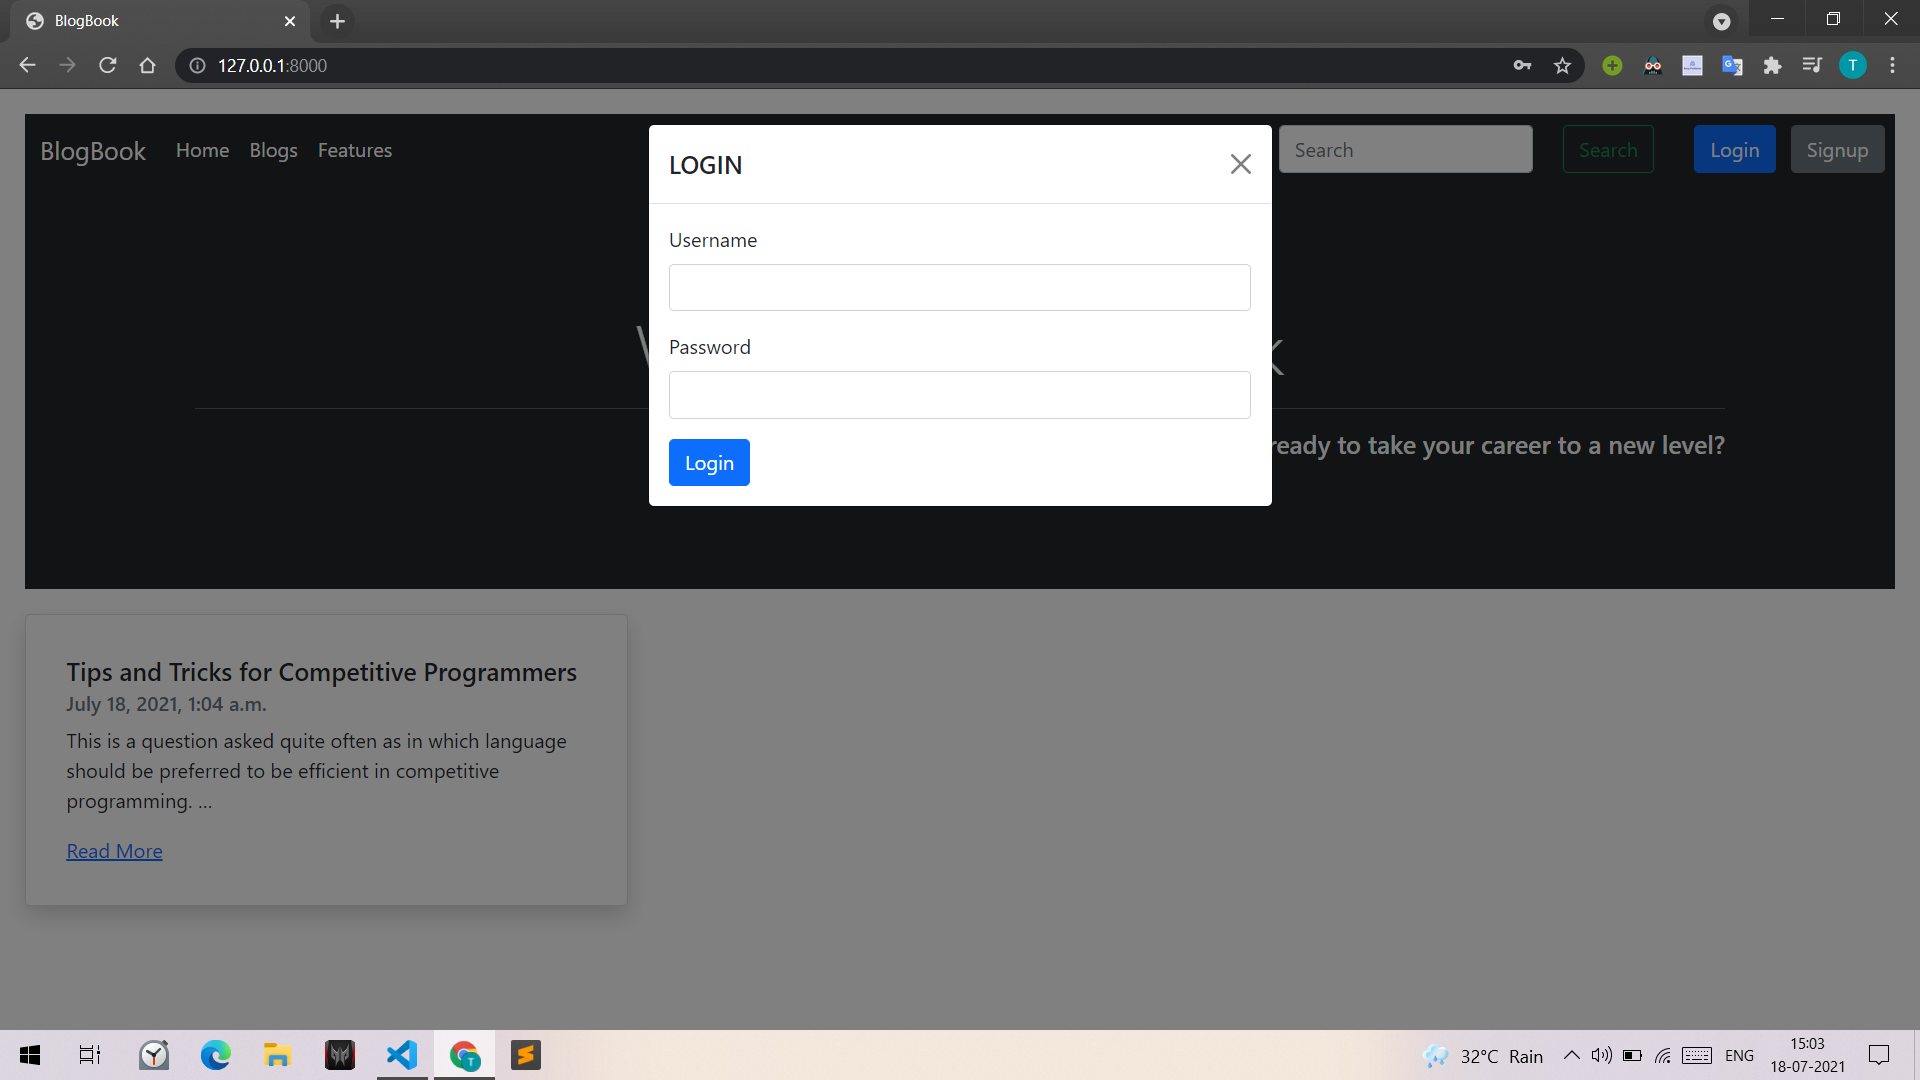 BlogBook
127.0.0.1:8000
T
BlogBook Home Blogs Features
Search Search Login Signup
LOGIN
Username
Password
ready to take your career to a new level?
Login
Tips and Tricks for Competitive Programmers
July 18, 2021, 1:04 a.m.
This is a question asked quite often as in which language
should be preferred to be efficient in competitive
programming. ...
Read More
32°C Rain
ENG
15:03
18-07-2021